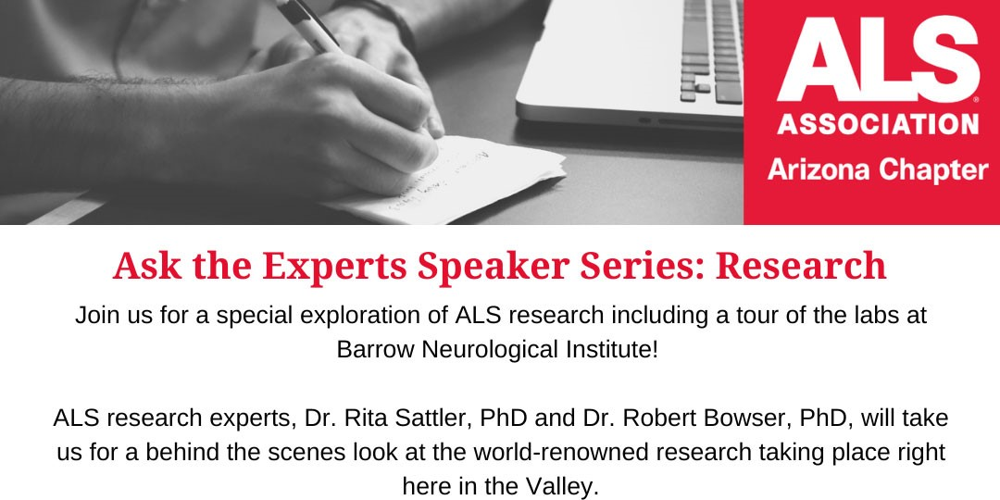 ALS
ASSOCIATION
Arizona Chapter
Ask the Experts Speaker Series: Research
Join us for a special exploration of ALS research including a tour of the labs at
Barrow Neurological Institute!
ALS research experts, Dr. Rita Sattler, PhD and Dr. Robert Bowser, PhD, will take
us for a behind the scenes look at the world-renowned research taking place right
here in the Valley.